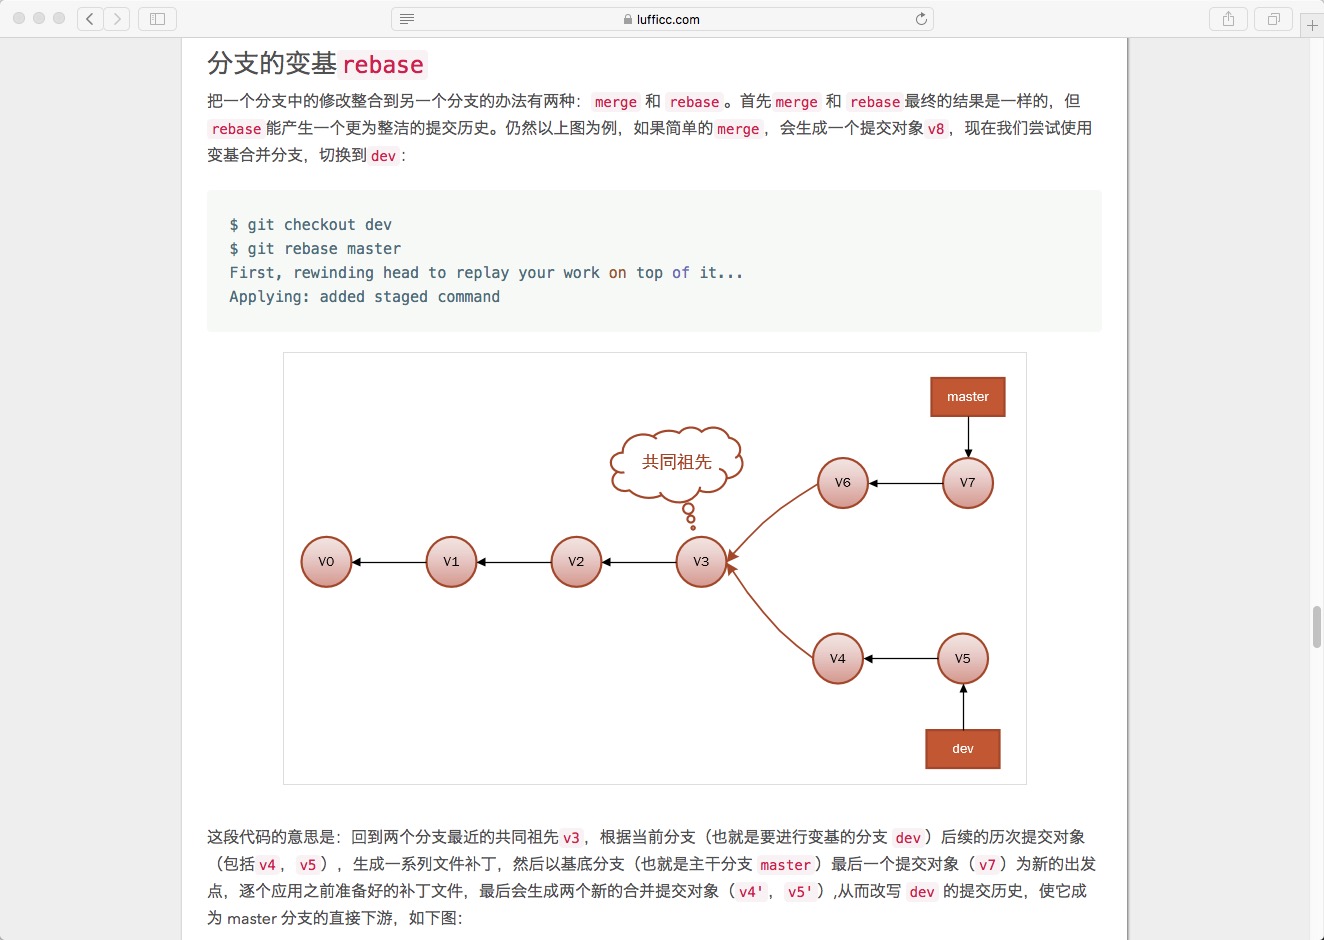 lufficc.com
分支的变基rebase
把一个分支中的修改整合到另一个分支的办法有两种：merge 和 rebase 。首先 merge 和 rebase 最终的结果是一样的，但
rebase 能产生一个更为整洁的提交历史。仍然以上图为例，如果简单的 merge ，会生成一个提交对象 v8 ，现在我们尝试使用
变基合并分支，切换到 dev ：
$ git checkout dev
$ git rebase master
First, rewinding head to replay your work on top of it...
Applying: added staged command
master
共同祖先
V6
V7
V0
V1
V2
V3
V4
V5
dev
这段代码的意思是：回到两个分支最近的共同祖先 v3 ，根据当前分支（也就是要进行变基的分支 dev ）后续的历次提交对象
（包括 v4 ， v5 ），生成一系列文件补丁，然后以基底分支（也就是主干分支 master ）最后一个提交对象（ v7 ）为新的出发
点，逐个应用之前准备好的补丁文件，最后会生成两个新的合并提交对象（ v4' ， v5' ）,从而改写 dev 的提交历史，使它成
为 master 分支的直接下游，如下图：